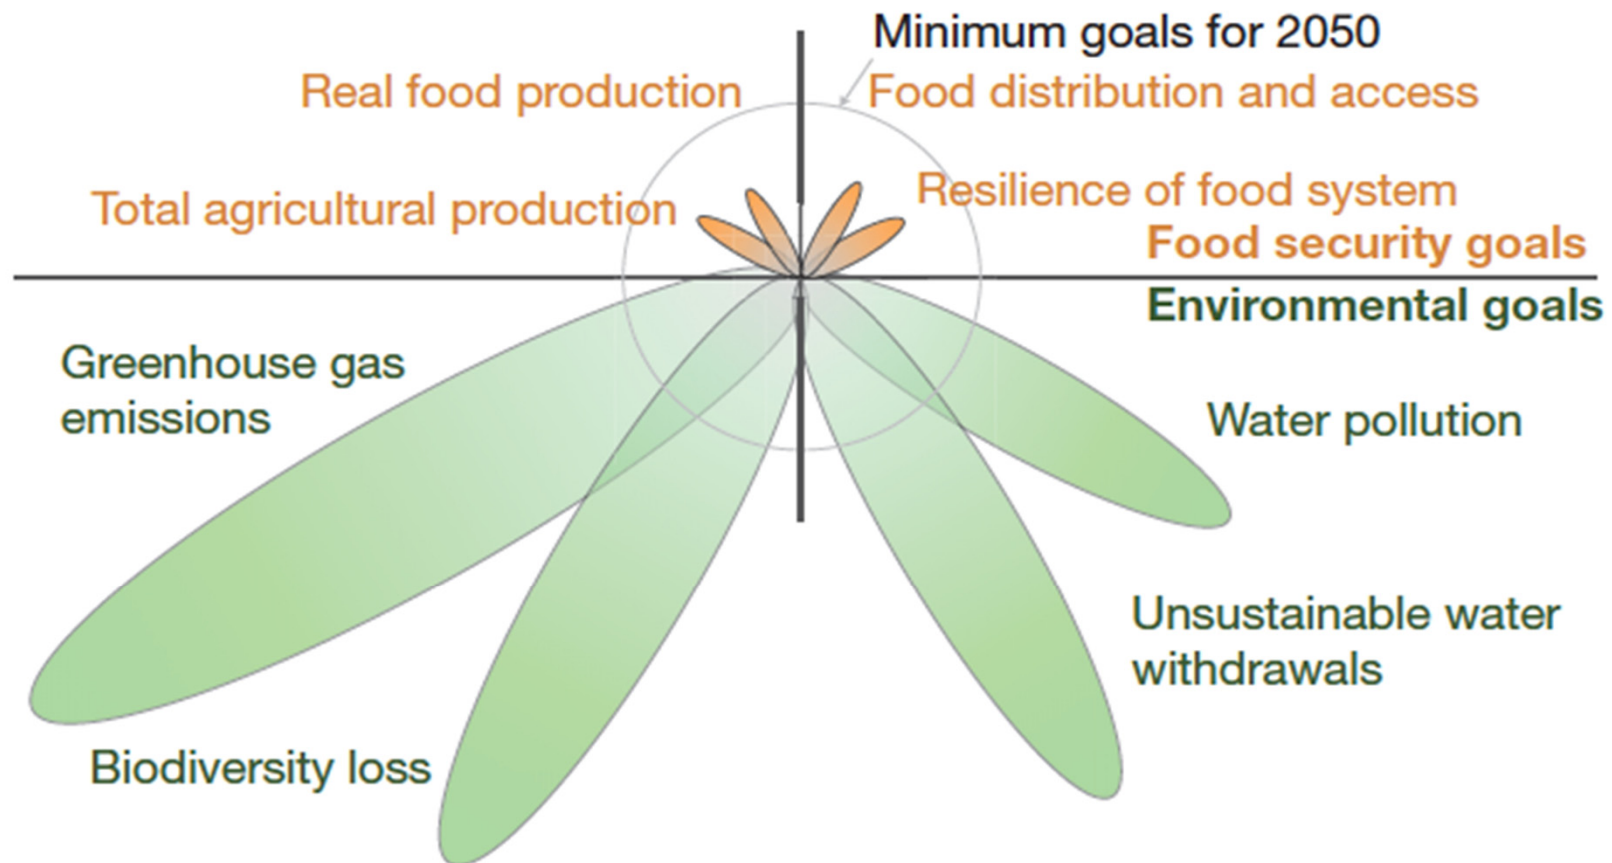 Minimum goals for 2050
Real food production
Food distribution and access
Total agricultural production
Resilience of food system
Food security goals
Environmental goals
Greenhouse gas
emissions
Water pollution
Unsustainable water
withdrawals
Biodiversity loss